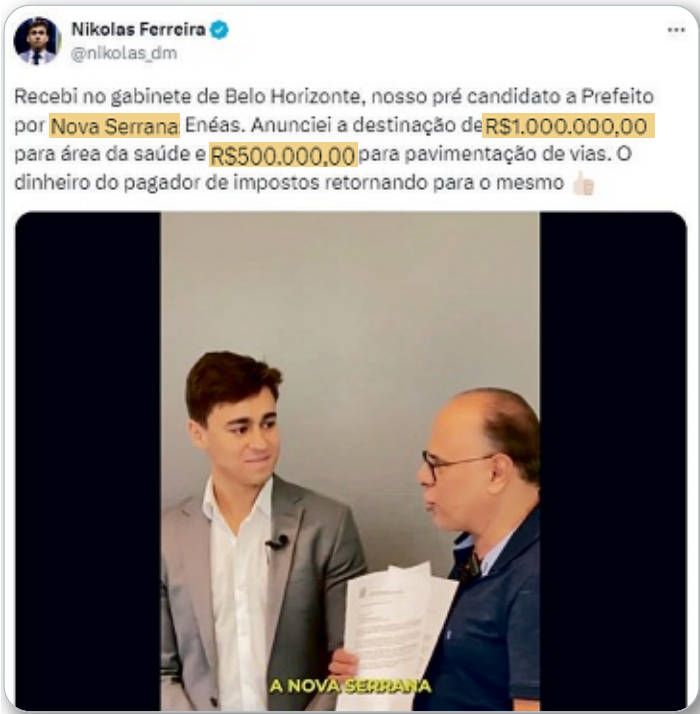 Nikolas Ferreira
@nikolas_dm
Recebi no gabinete de Belo Horizonte, nosso pré candidato a Prefeito
por Nova Serrana Enéas. Anunciei a destinação de R$1.000.000,00
para área da saúde e R$500.000,00 para pavimentação de vias. O
dinheiro do pagador de impostos retornando para o mesmo 👍🏻
A NOVA SERRANA